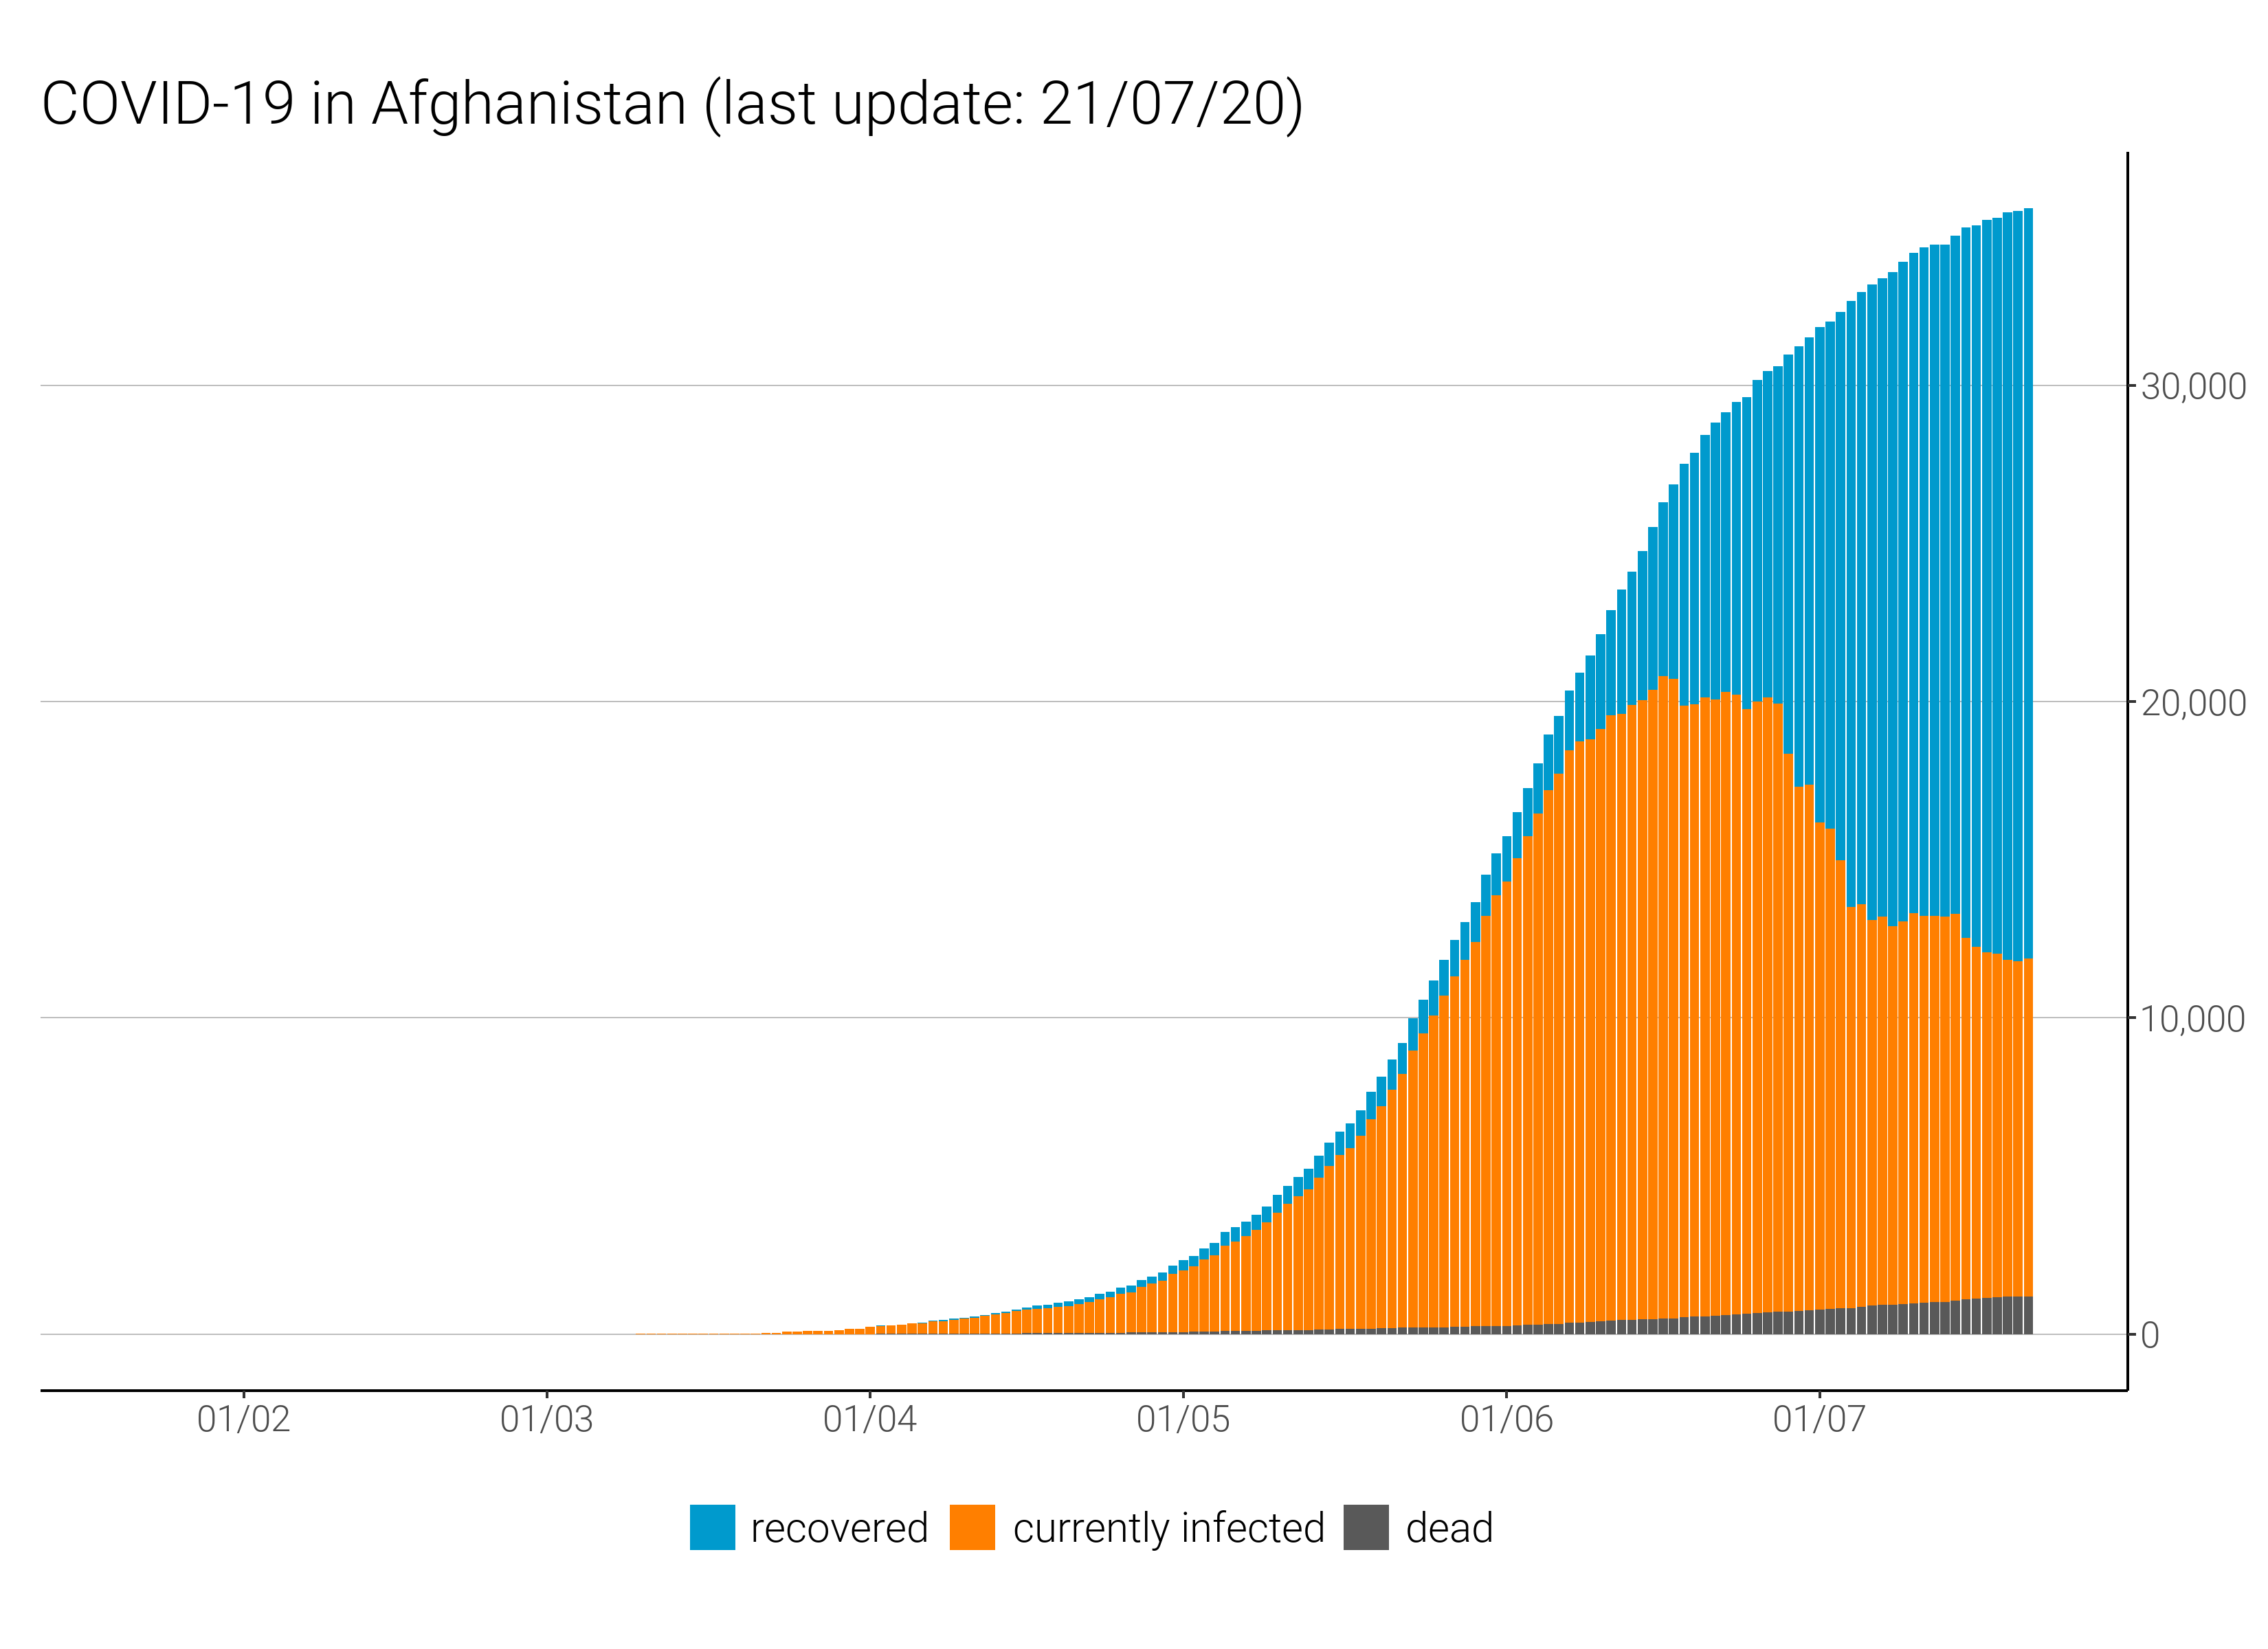 COVID-19 in Afghanistan (last update: 21/07/20)
30,000
20,000
10,000
0
01/02 01/03 01/04 01/05 01/06 01/07
recovered currently infected dead